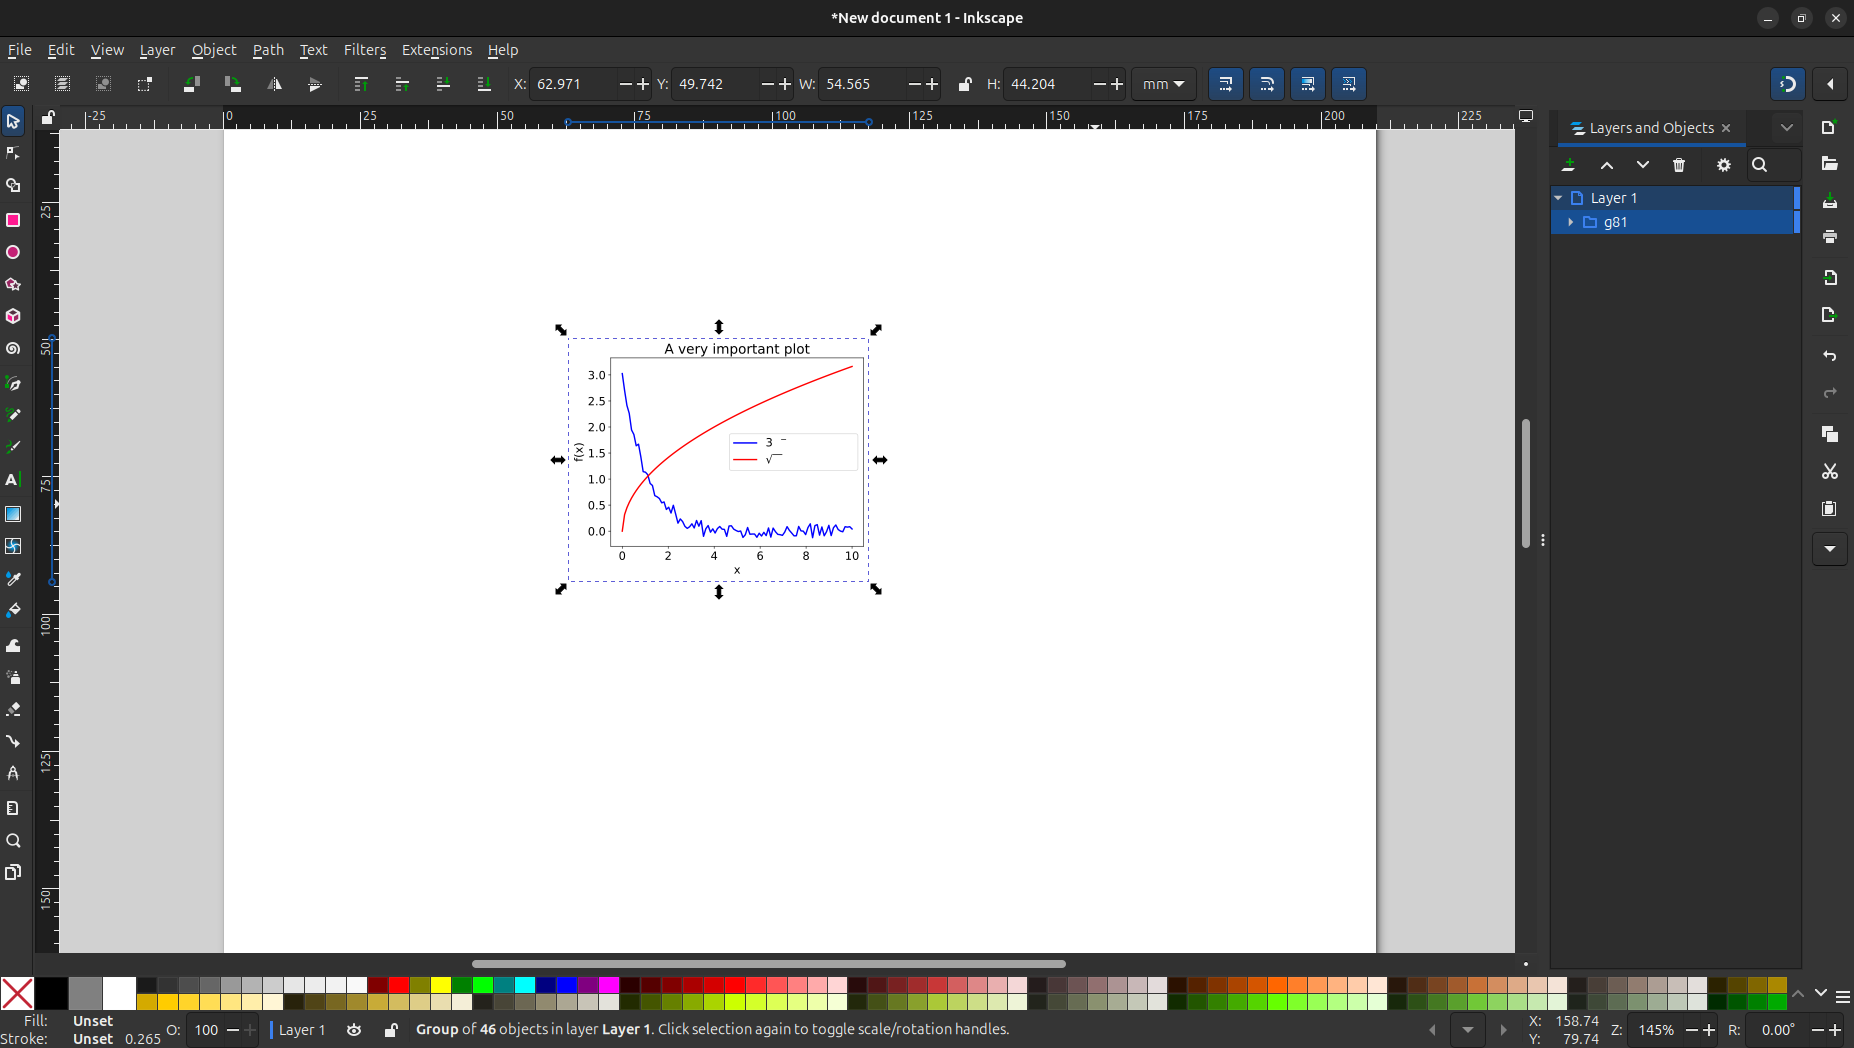 *New document 1 - Inkscape
File Edit View Layer Object Path Text Filters Extensions Help
X: 62.971 Y: 49.742 W: 54.565 H: 44.204 mm
-25 0 25 50 75 100 125 150 175 200 225
25
50
75
100
125
150
Layers and Objects
Layer 1
g81
A very important plot
3.0
2.5
2.0
1.5
1.0
0.5
0.0
f(x)
3 −
√
0 2 4 6 8 10
x
Fill: Unset
Stroke: Unset 0.265
O: 100
Layer 1
Group of 46 objects in layer Layer 1. Click selection again to toggle scale/rotation handles.
X: 158.74
Y: 79.74
Z: 145%
R: 0.00°